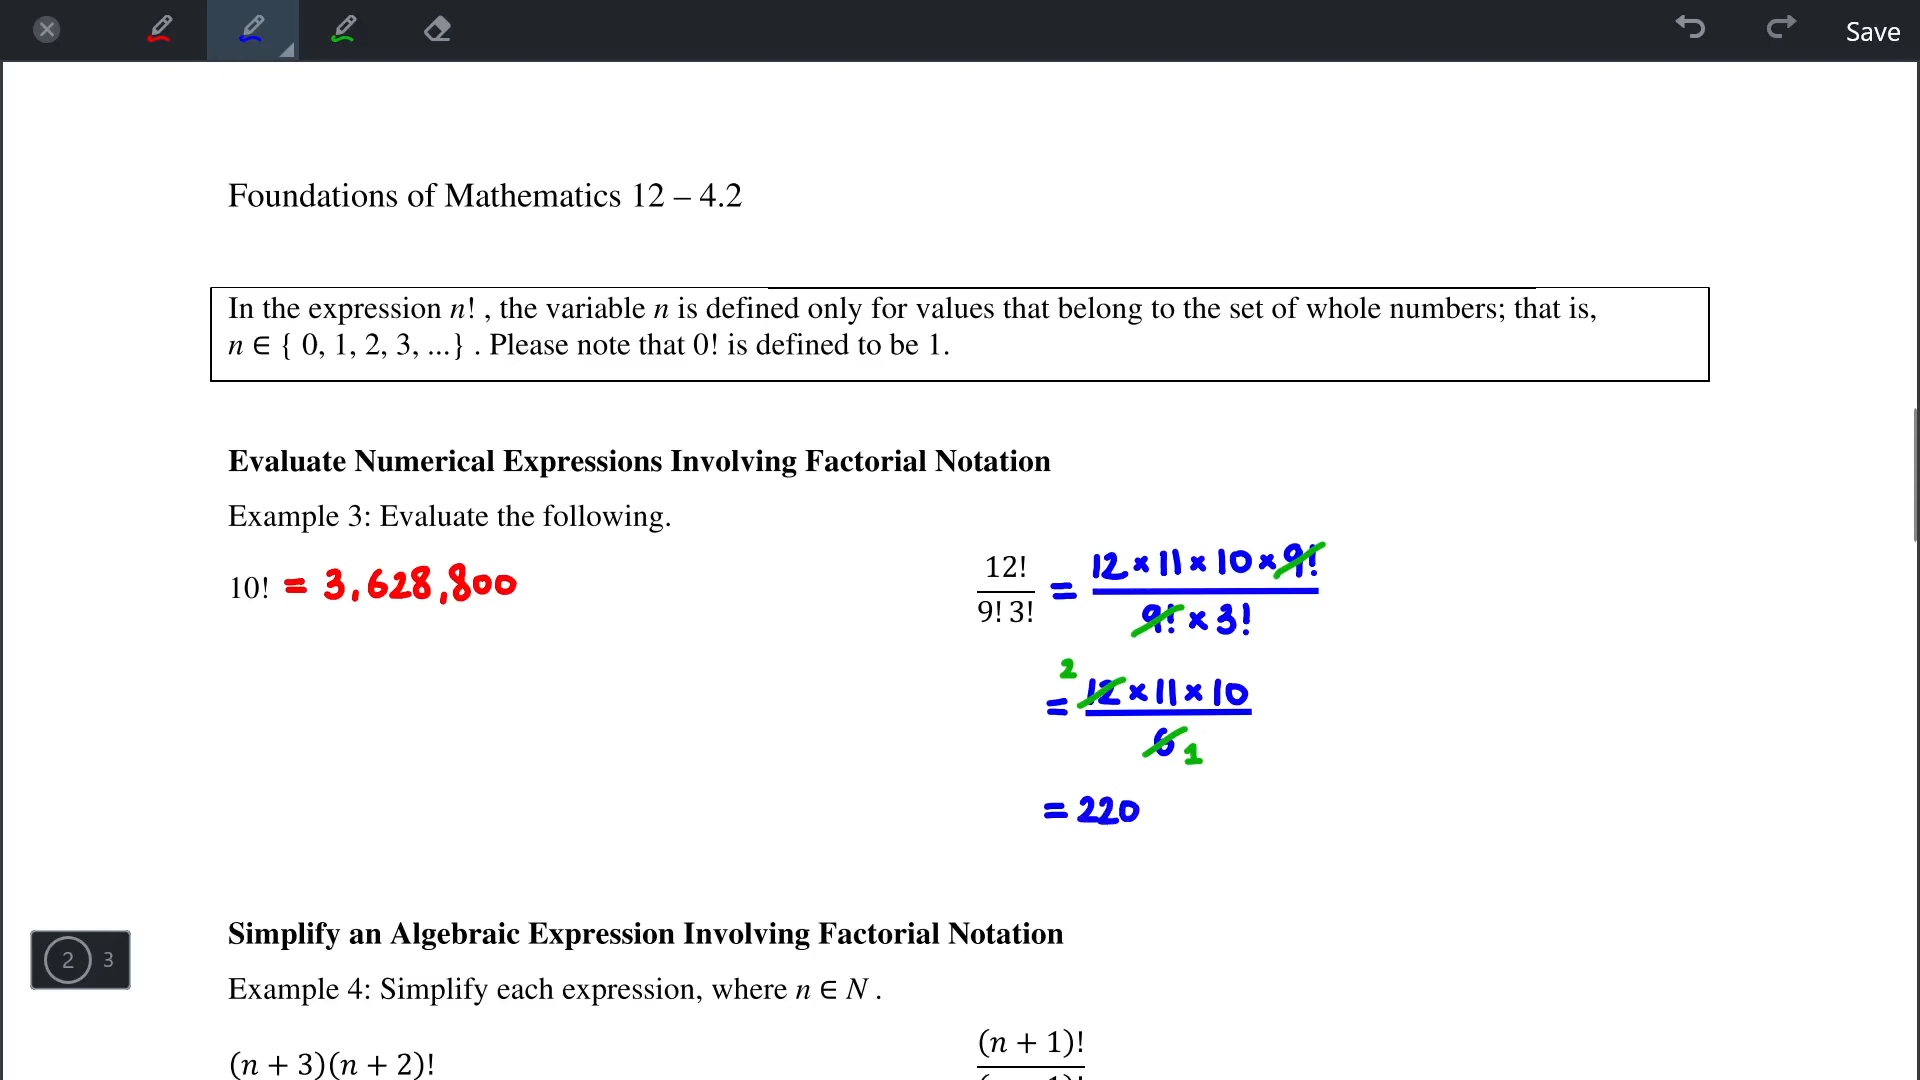 Save
Foundations of Mathematics 12 – 4.2
In the expression n! , the variable n is defined only for values that belong to the set of whole numbers; that is,
n ∈ { 0, 1, 2, 3, ...} . Please note that 0! is defined to be 1.
Evaluate Numerical Expressions Involving Factorial Notation
Example 3: Evaluate the following.
10! = 3,628,800
12!
9! 3!
= 12 × 11 × 10 × 9!
9! × 3!
2
= 12 × 11 × 10
6 1
= 220
Simplify an Algebraic Expression Involving Factorial Notation
Example 4: Simplify each expression, where n ∈ N .
(n + 3)(n + 2)!
(n + 1)!
2 3